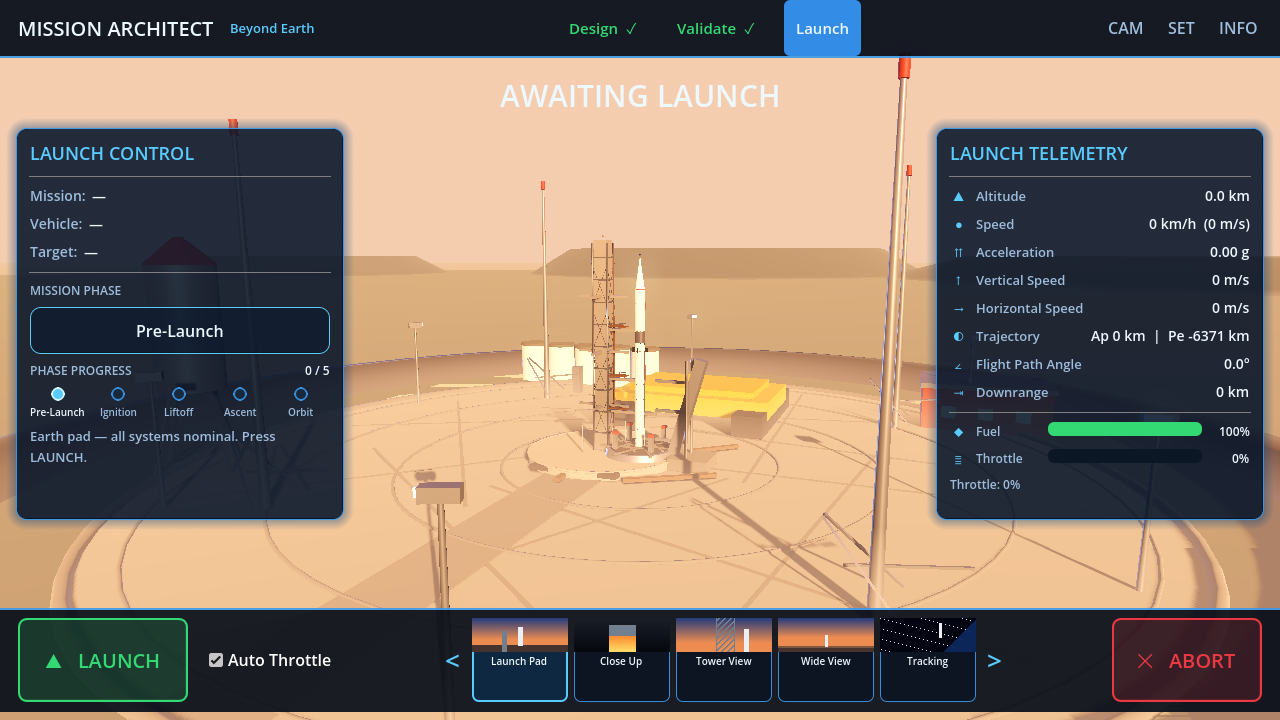 MISSION ARCHITECT Beyond Earth Design ✓ Validate ✓ Launch CAM SET INFO
AWAITING LAUNCH
LAUNCH CONTROL
Mission: —
Vehicle: —
Target: —
MISSION PHASE
Pre-Launch
PHASE PROGRESS 0 / 5
Pre-Launch Ignition Liftoff Ascent Orbit
Earth pad — all systems nominal. Press
LAUNCH.
LAUNCH TELEMETRY
▲ Altitude 0.0 km
● Speed 0 km/h (0 m/s)
⇈ Acceleration 0.00 g
↑ Vertical Speed 0 m/s
→ Horizontal Speed 0 m/s
◐ Trajectory Ap 0 km | Pe -6371 km
∠ Flight Path Angle 0.0°
⇥ Downrange 0 km
◆ Fuel 100%
≣ Throttle 0%
Throttle: 0%
▲ LAUNCH
Auto Throttle
< Launch Pad Close Up Tower View Wide View Tracking >
✕ ABORT